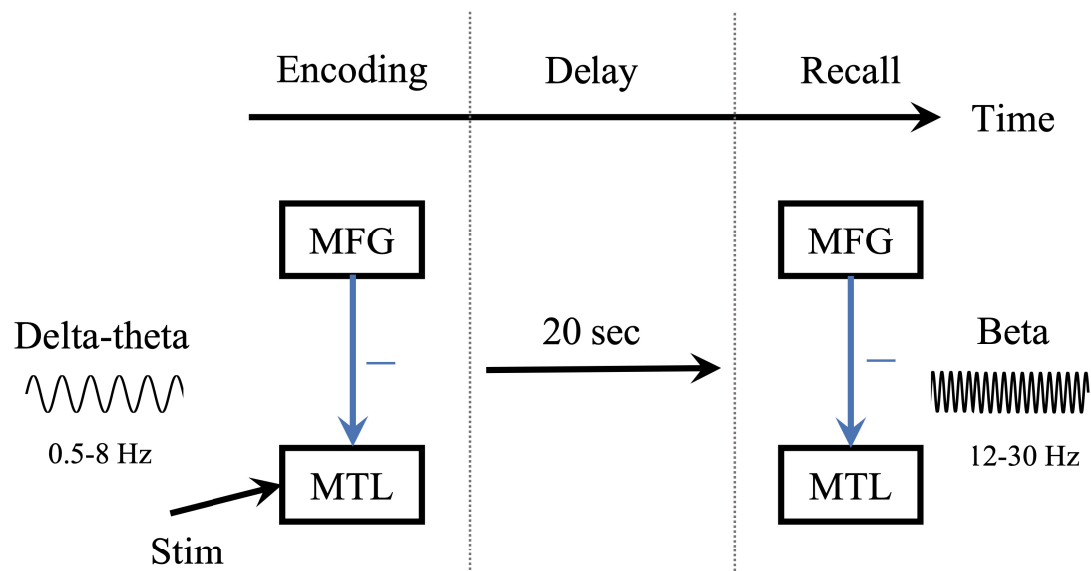 Encoding
Delay
Recall
Time
MFG
MFG
Delta-theta
0.5-8 Hz
20 sec
Beta
12-30 Hz
MTL
MTL
Stim